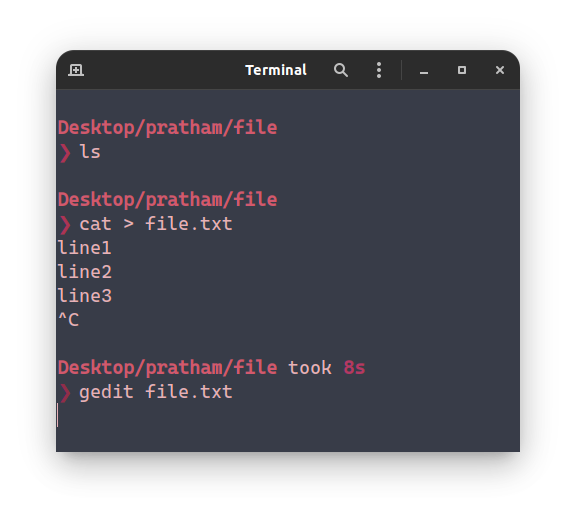 Terminal
Desktop/pratham/file
❯ ls
Desktop/pratham/file
❯ cat > file.txt
line1
line2
line3
^C
Desktop/pratham/file took 8s
❯ gedit file.txt